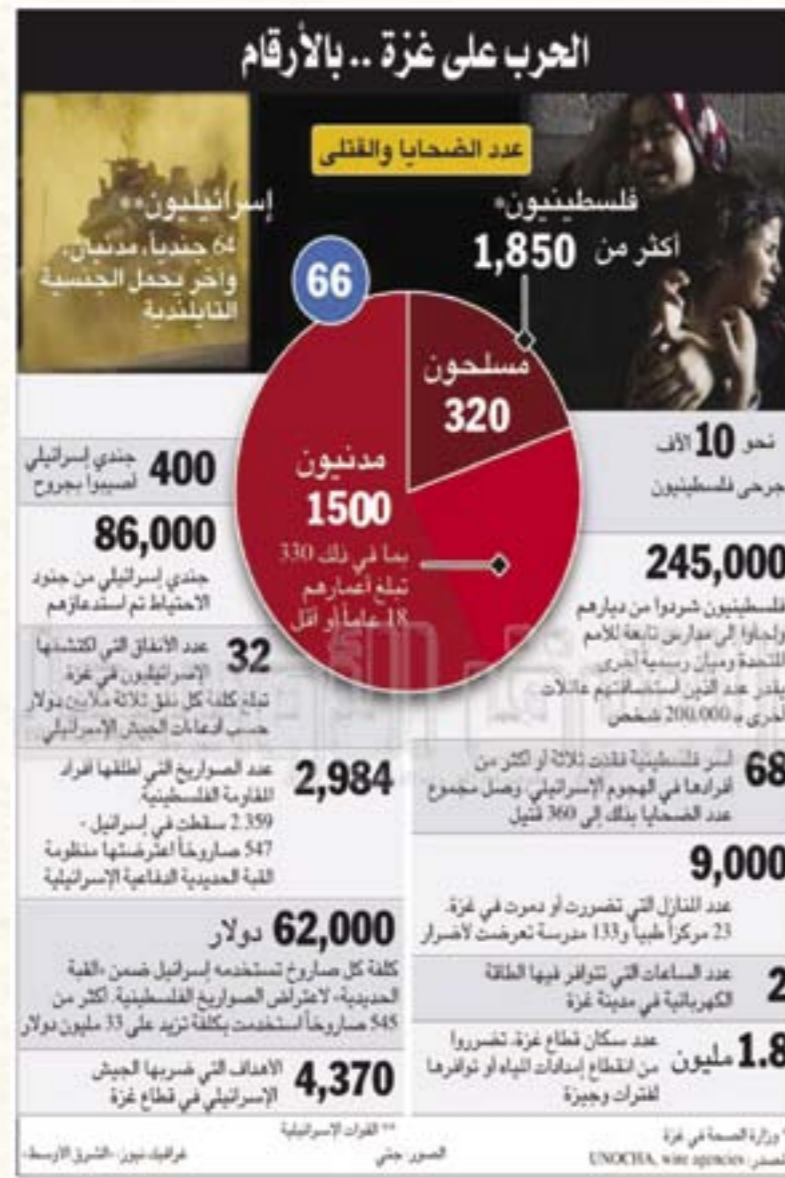 الحرب على غزة .. بالأرقام
عدد الضحايا والقتلى
فلسطينيون*
أكثر من 1,850
إسرائيليون**
64 جندياً، مدنيان،
وآخر يحمل الجنسية
التايلندية
66
مسلحون
320
مدنيون
1500
بما في ذلك 330
تبلغ أعمارهم
18 عاماً أو أقل
نحو 10 آلاف
جرحى فلسطينيون
245,000
فلسطينيون شردوا من ديارهم
ولجأوا إلى مدارس تابعة للأمم
المتحدة ومبان رسمية أخرى
يقدر عدد الذين استضافتهم عائلات
أخرى بـ 200.000 شخص
68
أسر فلسطينية فقدت ثلاثة أو أكثر من
أفرادها في الهجوم الإسرائيلي، وصل مجموع
عدد الضحايا بذلك إلى 360 قتيل
9,000
عدد المنازل التي تضررت أو دمرت في غزة.
23 مركزاً طبياً و133 مدرسة تعرضت لأضرار
2
عدد الساعات التي تتوافر فيها الطاقة
الكهربائية في مدينة غزة
1.8 مليون
عدد سكان قطاع غزة، تضرروا
من انقطاع إمدادات المياه أو توافرها
لفترات وجيزة
400
جندي إسرائيلي
أصيبوا بجروح
86,000
جندي إسرائيلي من جنود
الاحتياط تم استدعاؤهم
32
عدد الأنفاق التي اكتشفها
الإسرائيليون في غزة.
تبلغ كلفة كل نفق ثلاثة ملايين دولار
حسب ادعاءات الجيش الإسرائيلي
2,984
عدد الصواريخ التي أطلقها أفراد
المقاومة الفلسطينية.
2.359 سقطت في إسرائيل -
547 صاروخاً اعترضتها منظومة
القبة الحديدية الدفاعية الإسرائيلية
62,000 دولار
كلفة كل صاروخ تستخدمه إسرائيل ضمن «القبة
الحديدية» لاعتراض الصواريخ الفلسطينية. أكثر من
545 صاروخاً استخدمت بكلفة تزيد على 33 مليون دولار
4,370
الأهداف التي ضربها الجيش
الإسرائيلي في قطاع غزة
* وزارة الصحة في غزة
** القوات الإسرائيلية
المصدر: UNOCHA, wire agencies
الصور: جتي
غرافيك نيوز، «الشرق الأوسط»